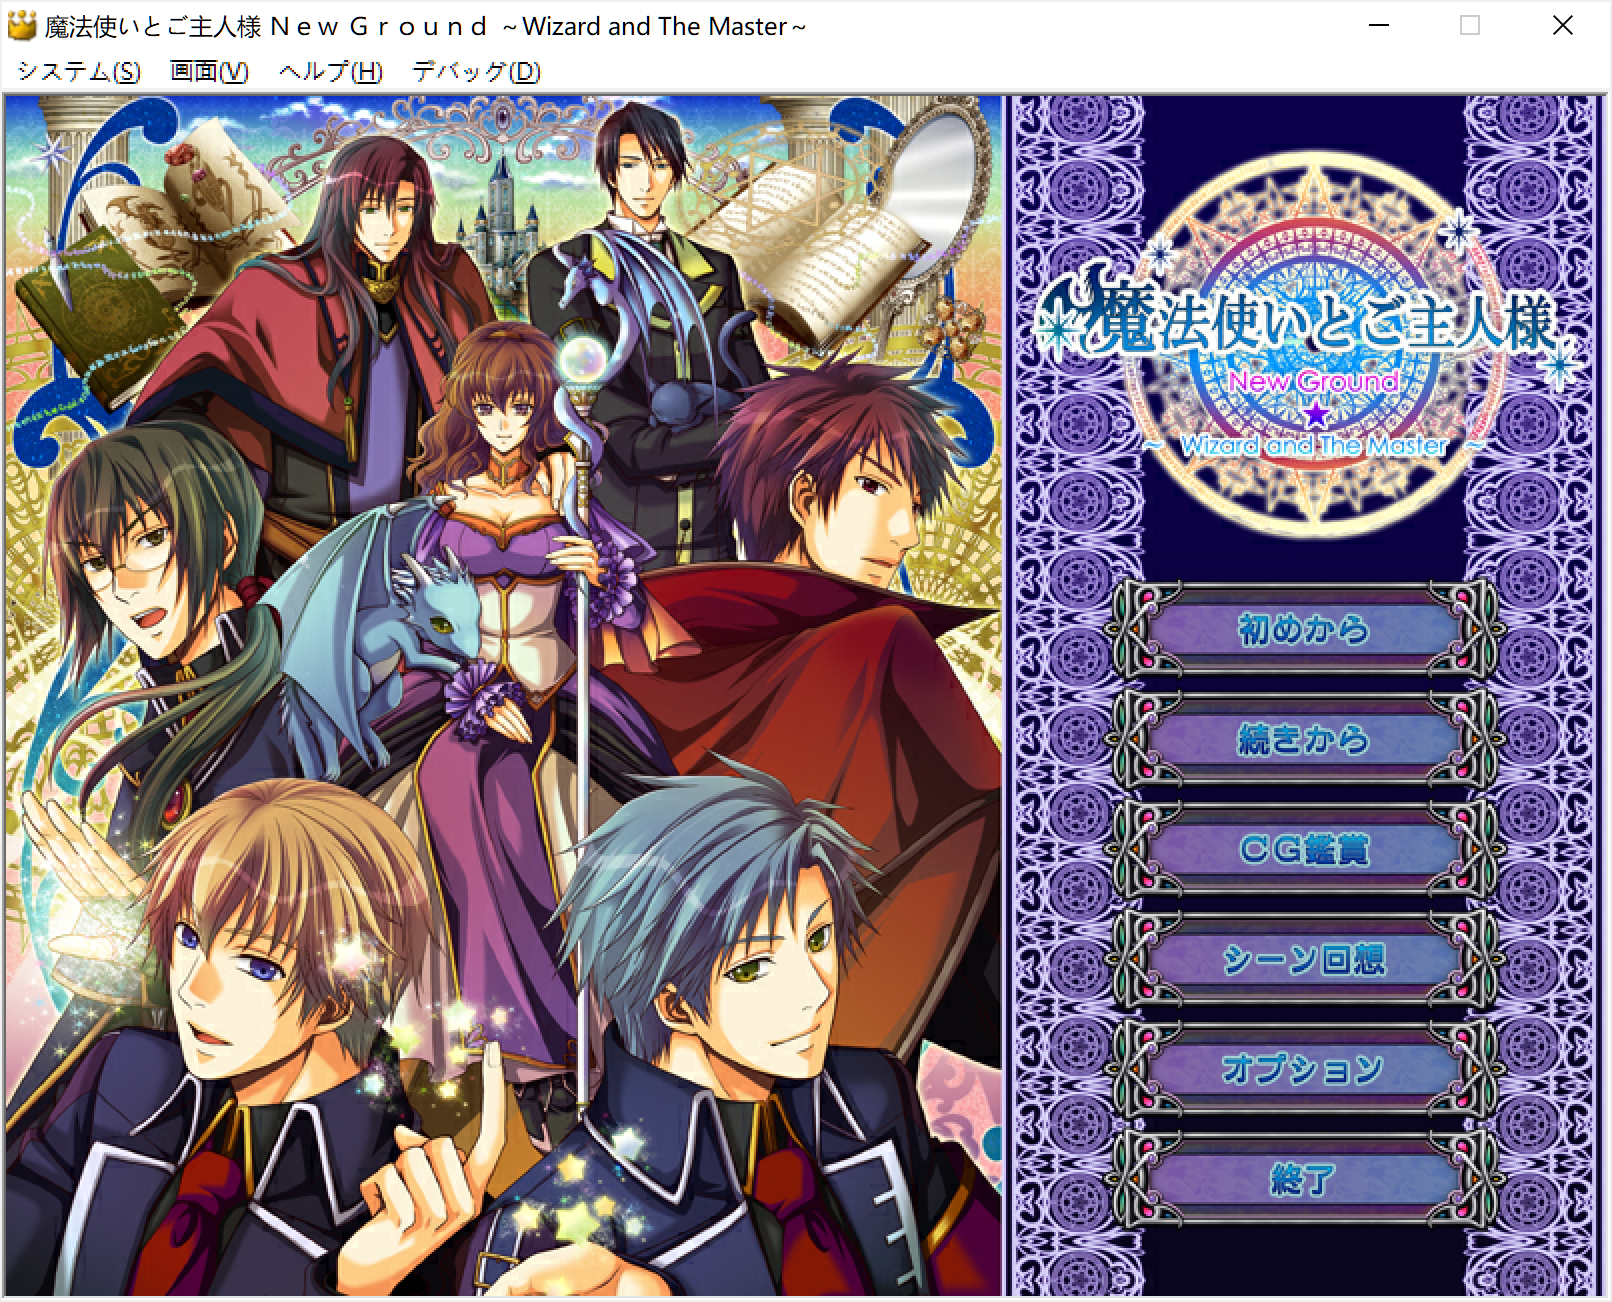 魔法使いとご主人様 Ｎｅｗ Ｇｒｏｕｎｄ ～Wizard and The Master～
システム(S) 画面(V) ヘルプ(H) デバッグ(D)
魔法使いとご主人様
New Ground
★
～ Wizard and The Master ～
初めから
続きから
ＣＧ鑑賞
シーン回想
オプション
終了